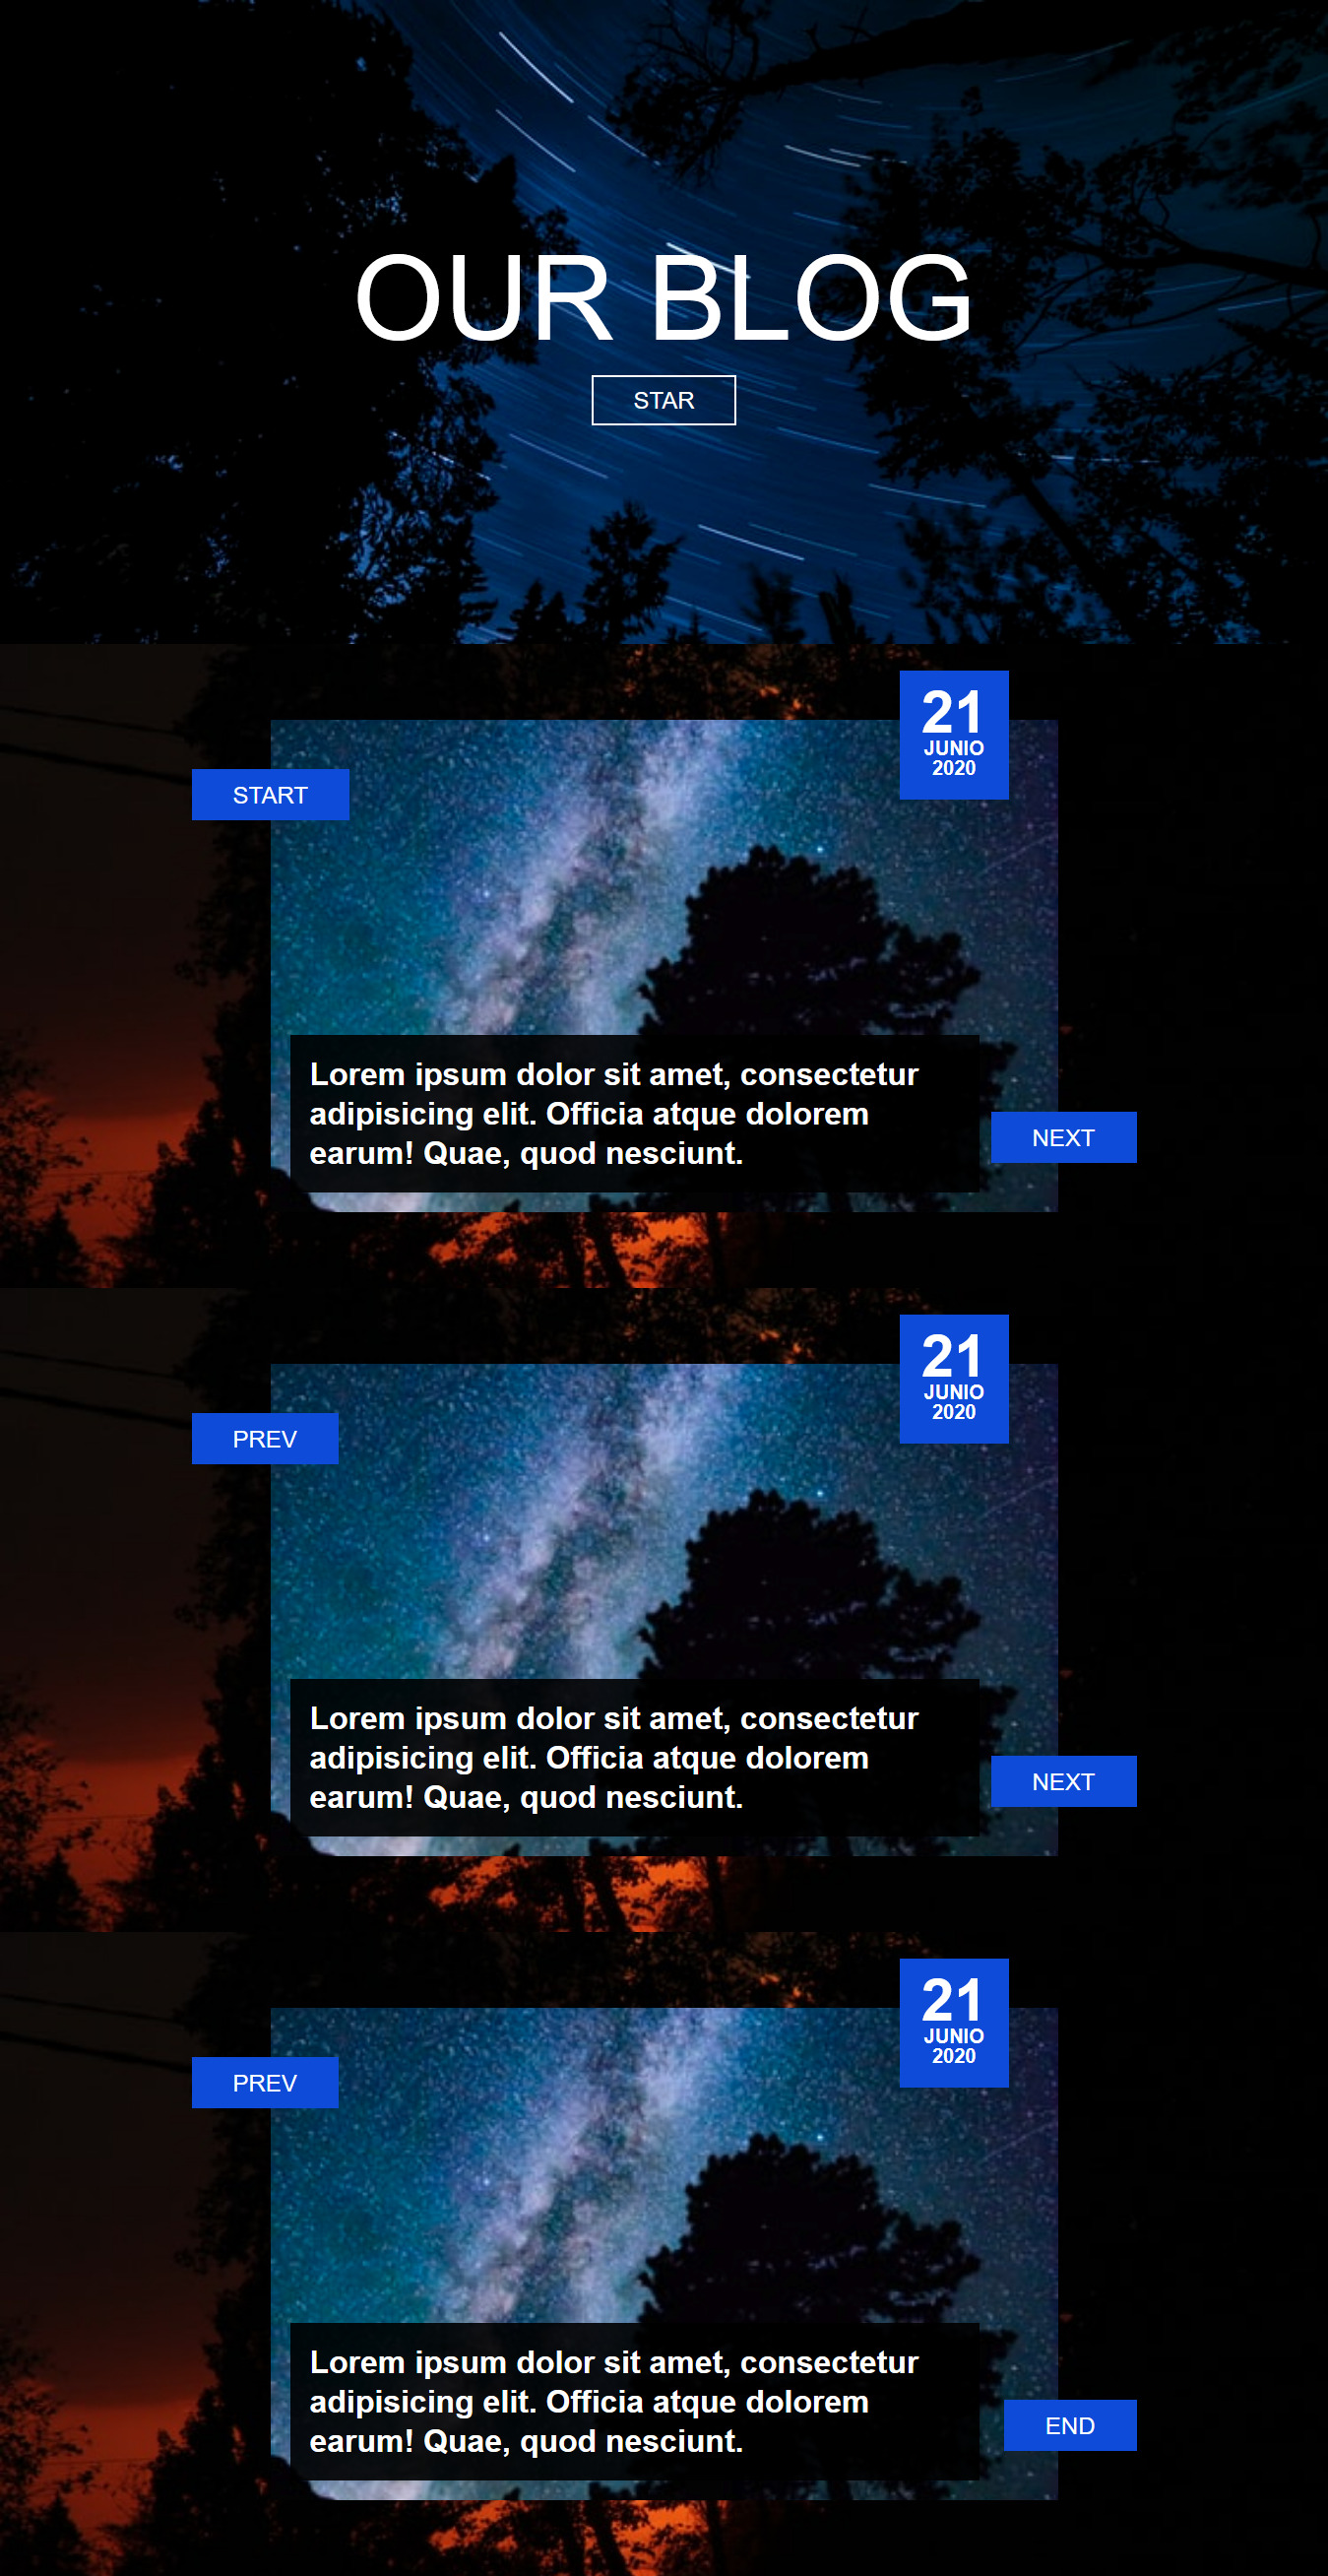 OUR BLOG
STAR
21
JUNIO
2020
START
Lorem ipsum dolor sit amet, consectetur
adipisicing elit. Officia atque dolorem
earum! Quae, quod nesciunt.
NEXT
21
JUNIO
2020
PREV
Lorem ipsum dolor sit amet, consectetur
adipisicing elit. Officia atque dolorem
earum! Quae, quod nesciunt.
NEXT
21
JUNIO
2020
PREV
Lorem ipsum dolor sit amet, consectetur
adipisicing elit. Officia atque dolorem
earum! Quae, quod nesciunt.
END